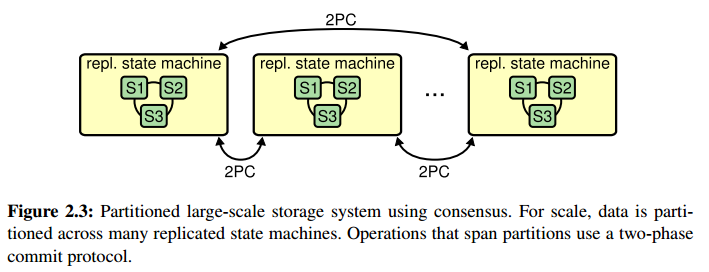 2PC
repl. state machine
S1 S2
S3
repl. state machine
S1 S2
S3
...
repl. state machine
S1 S2
S3
2PC
2PC
Figure 2.3: Partitioned large-scale storage system using consensus. For scale, data is parti-
tioned across many replicated state machines. Operations that span partitions use a two-phase
commit protocol.